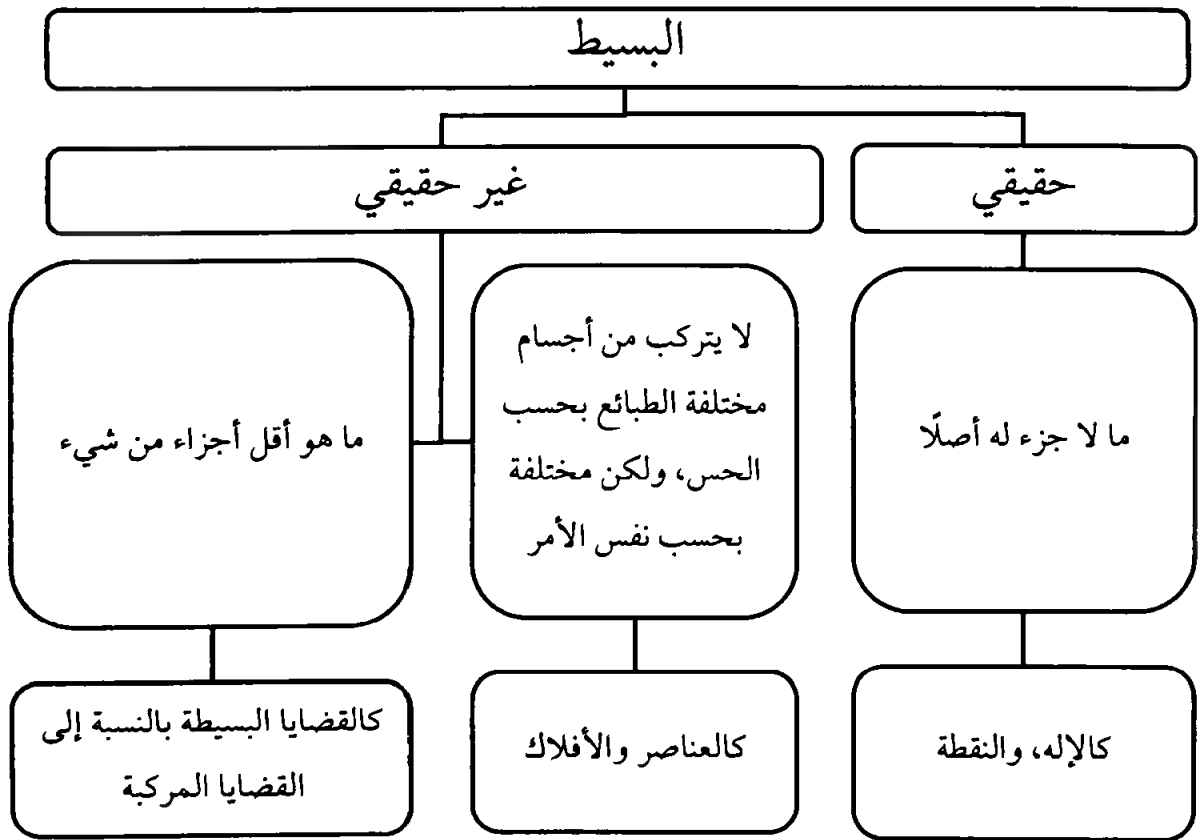 البسيط
حقيقي
غير حقيقي
ما لا جزء له أصلًا
لا يتركب من أجسام
مختلفة الطبائع بحسب
الحس، ولكن مختلفة
بحسب نفس الأمر
ما هو أقل أجزاء من شيء
كالإله، والنقطة
كالعناصر والأفلاك
كالقضايا البسيطة بالنسبة إلى
القضايا المركبة